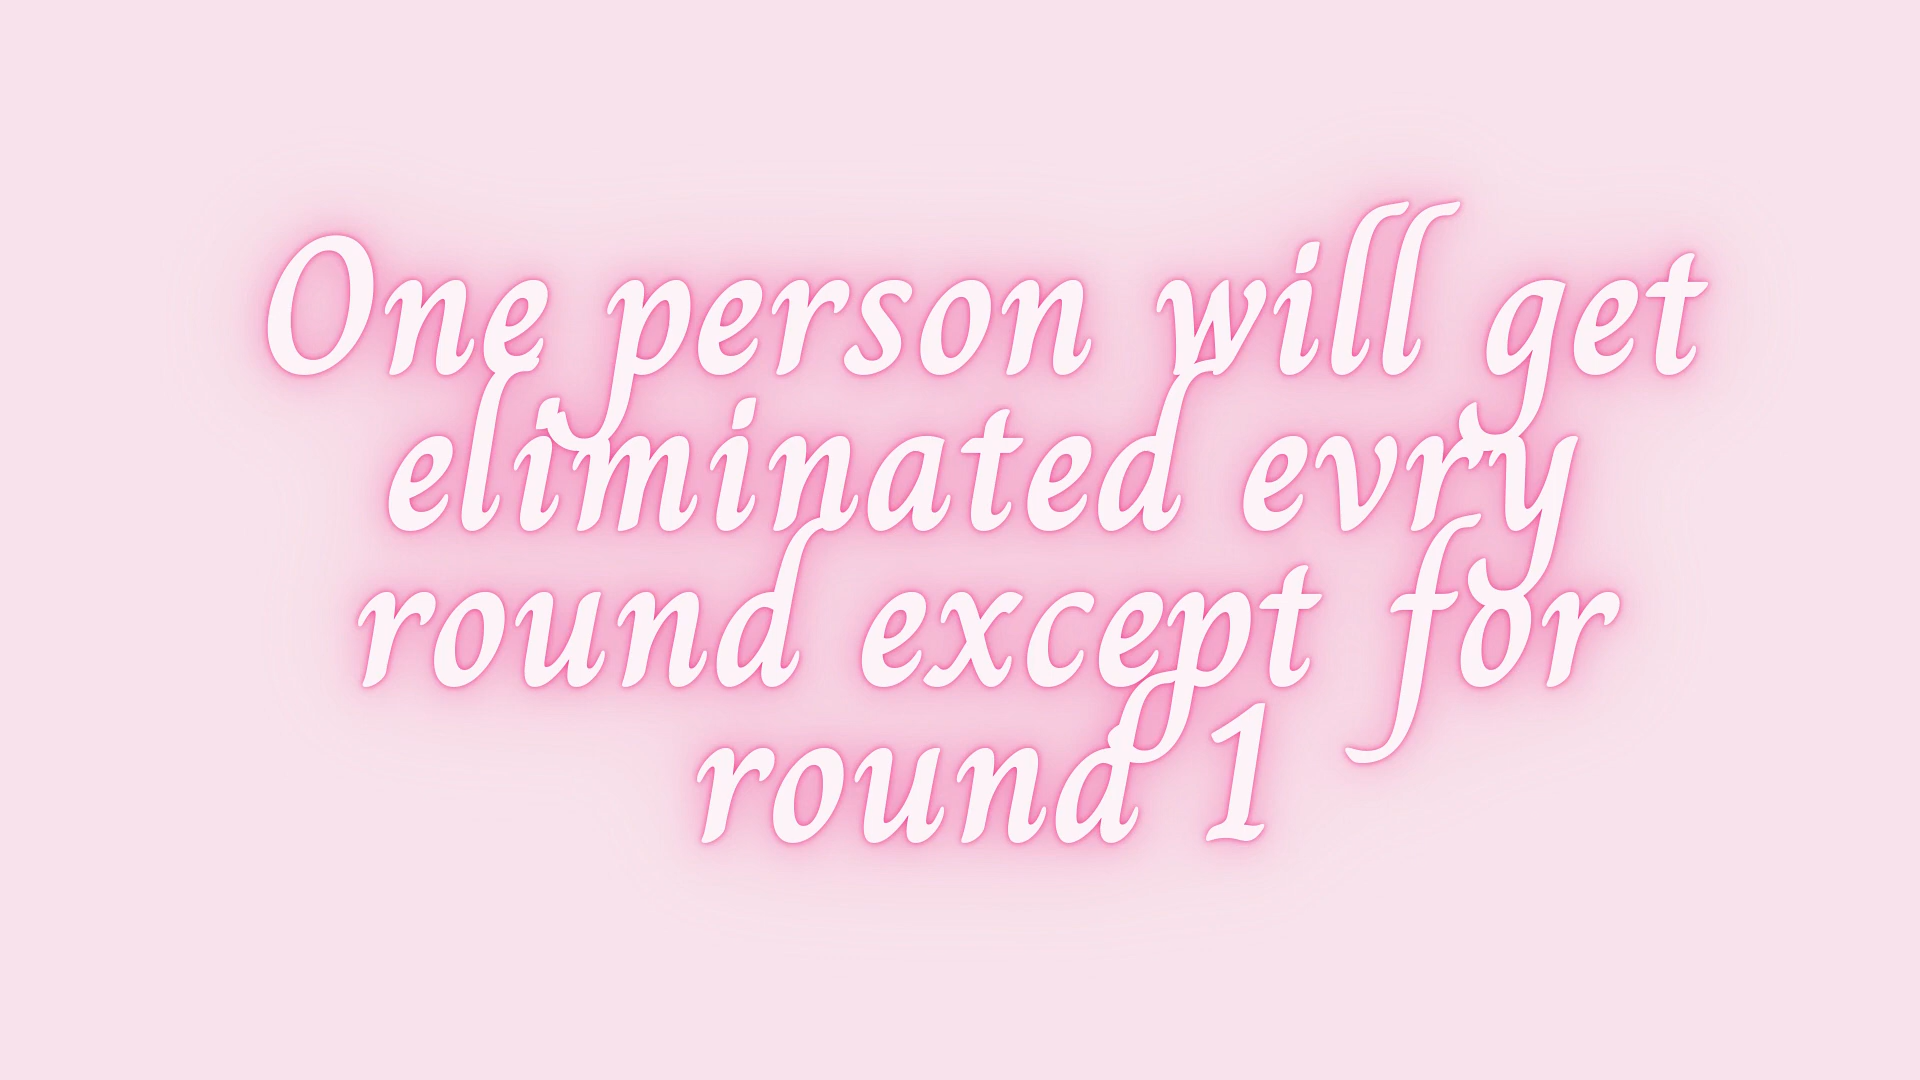 One person will get
eliminated evry
round except for
round 1